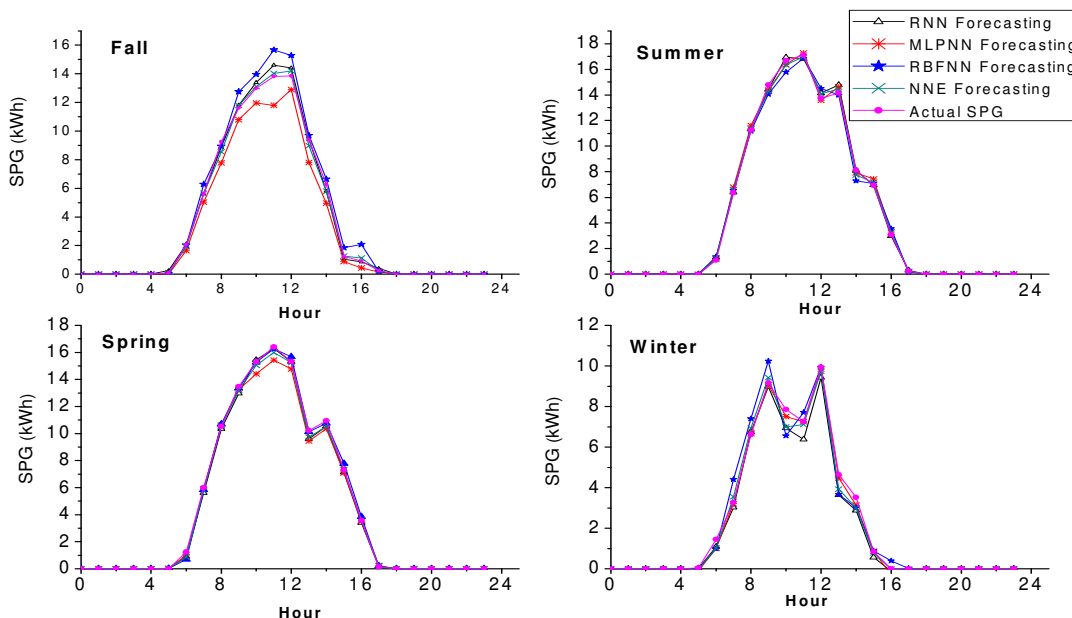 Fall
SPG (kWh)
16
14
12
10
8
6
4
2
0
0 4 8 12 16 20 24
Hour
Summer
SPG (kWh)
18
16
14
12
10
8
6
4
2
0
0 4 8 12 16 20 24
Hour
RNN Forecasting
MLPNN Forecasting
RBFNN Forecasting
NNE Forecasting
Actual SPG
Spring
SPG (kWh)
18
16
14
12
10
8
6
4
2
0
0 4 8 12 16 20 24
Hour
Winter
SPG (kWh)
12
10
8
6
4
2
0
0 4 8 12 16 20 24
Hour